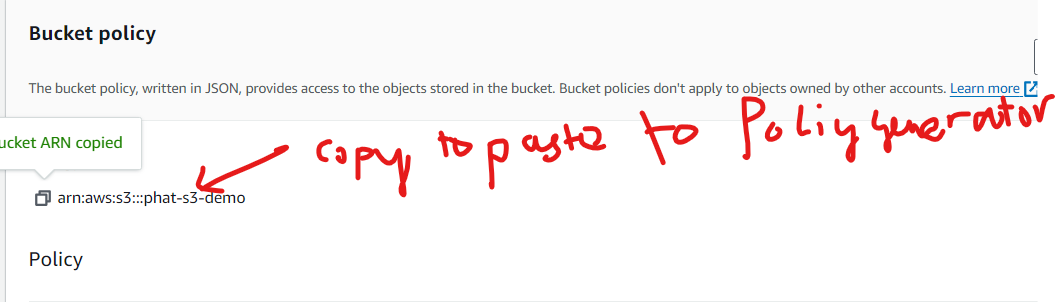 Bucket policy
The bucket policy, written in JSON, provides access to the objects stored in the bucket. Bucket policies don't apply to objects owned by other accounts. Learn more
ucket ARN copied
copy to paste to Poliygenerator
arn:aws:s3:::phat-s3-demo
Policy